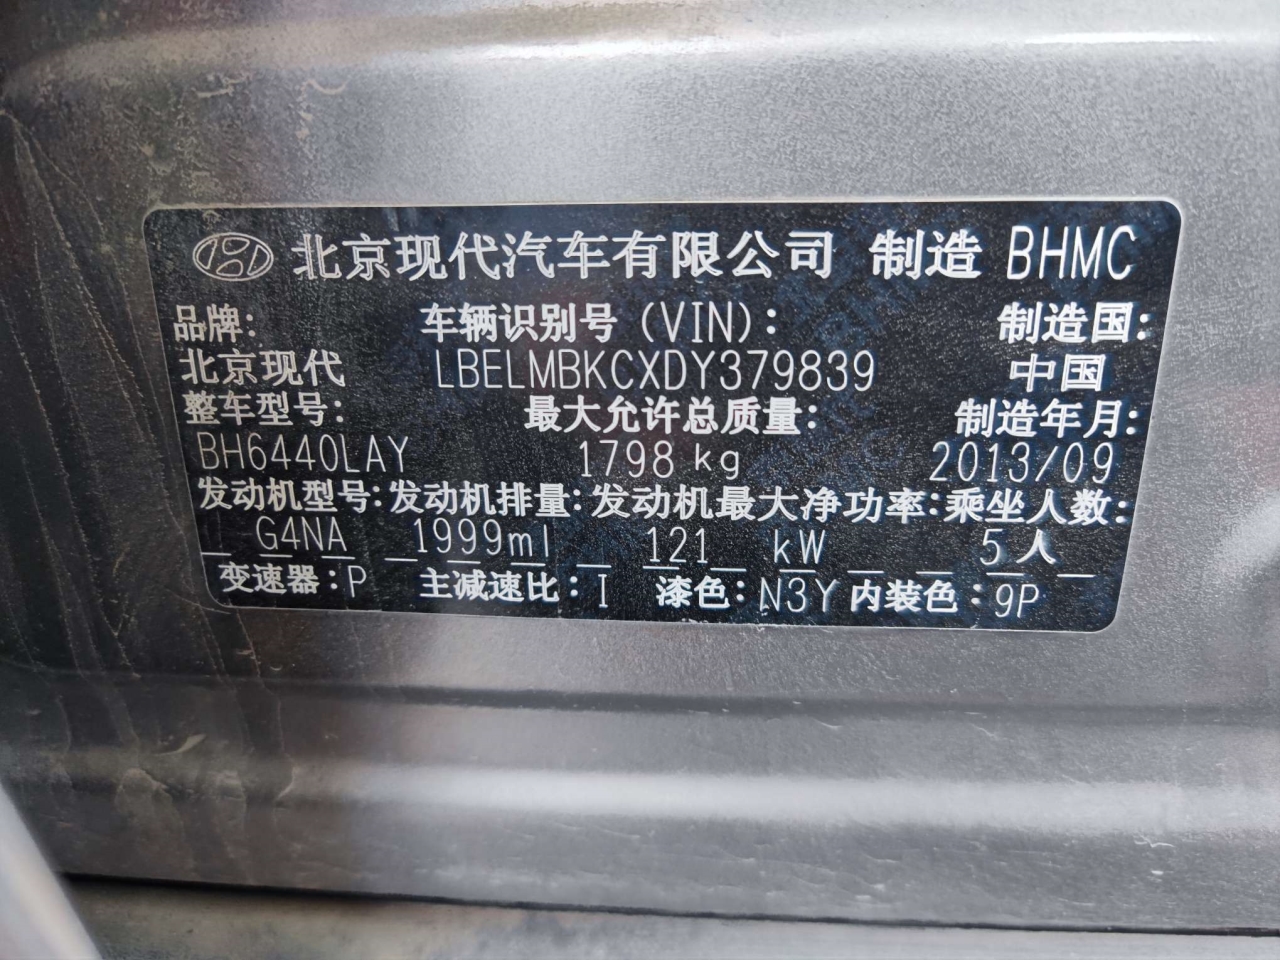 北京现代汽车有限公司 制造 BHMC
品牌: 车辆识别号 (VIN): 制造国:
北京现代 LBELMBKCXDY379839 中国
整车型号: 最大允许总质量: 制造年月:
BH6440LAY 1798 kg 2013/09
发动机型号: 发动机排量: 发动机最大净功率: 乘坐人数:
G4NA 1999ml 121 kW 5人
变速器: P 主减速比: I 漆色: N3Y 内装色: 9P